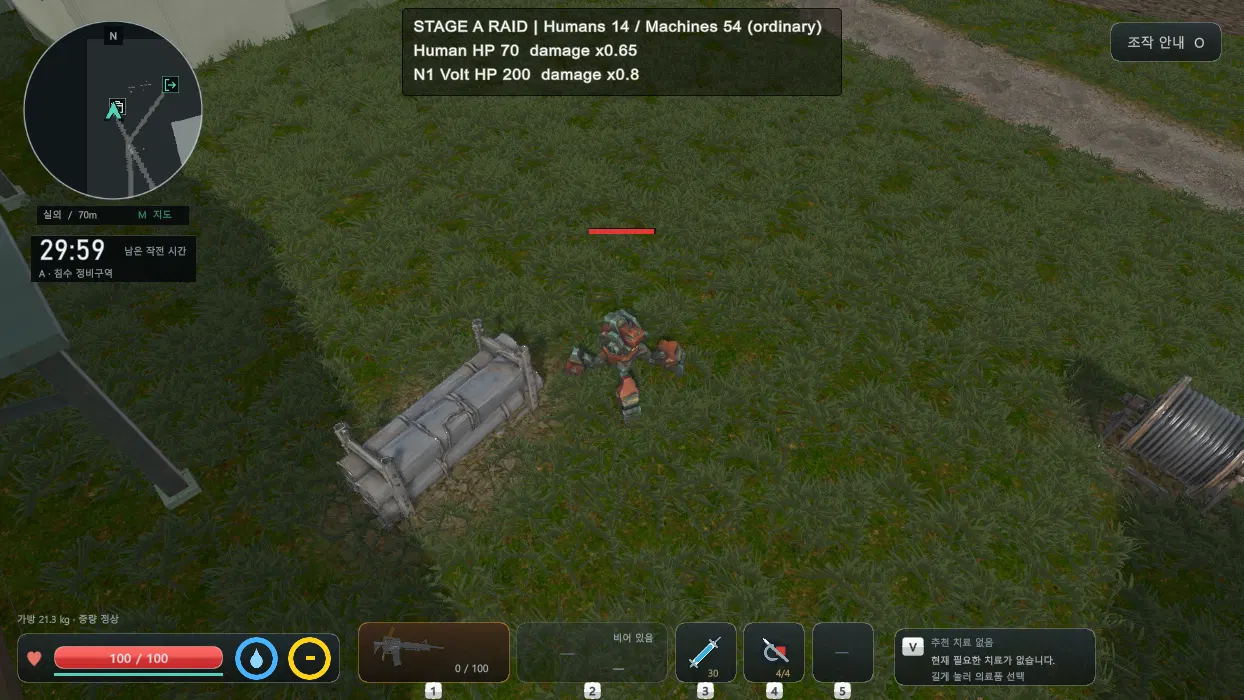 STAGE A RAID | Humans 14 / Machines 54 (ordinary)
Human HP 70 damage x0.65
N1 Volt HP 200 damage x0.8
조작 안내 O
N
실외 / 70m M 지도
29:59 남은 작전 시간
A · 침수 정비구역
가방 21.3 kg · 중량 정상
100 / 100
0 / 100
1
비어 있음
2
30
3
4/4
4
5
V 추천 치료 없음
현재 필요한 치료가 없습니다.
길게 눌러 의료품 선택